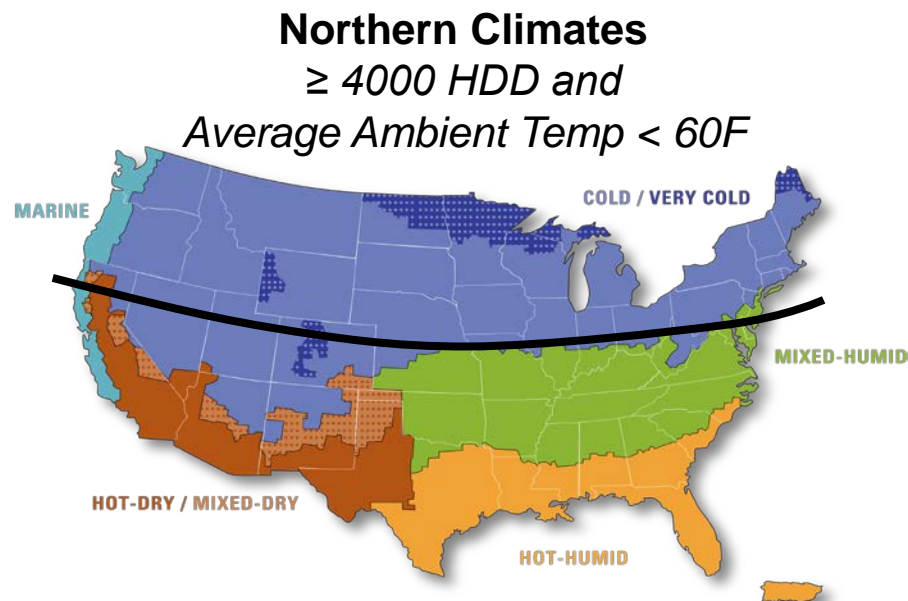 Northern Climates
≥ 4000 HDD and
Average Ambient Temp < 60F
MARINE
COLD / VERY COLD
MIXED-HUMID
HOT-DRY / MIXED-DRY
HOT-HUMID